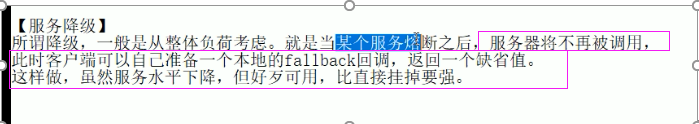 【服务降级】
所谓降级，一般是从整体负荷考虑。就是当某个服务熔断之后，服务器将不再被调用，
此时客户端可以自己准备一个本地的fallback回调，返回一个缺省值。
这样做，虽然服务水平下降，但好歹可用，比直接挂掉要强。